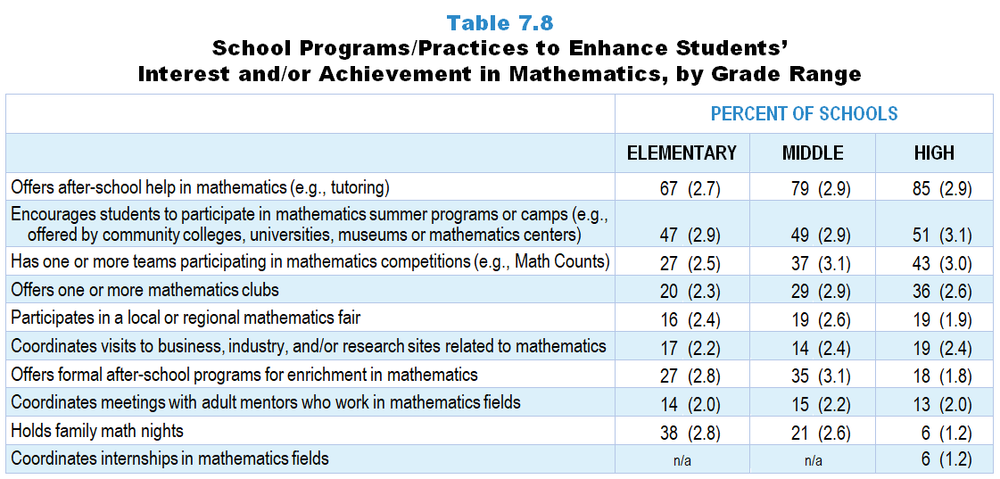 Table 7.8
School Programs/Practices to Enhance Students’
Interest and/or Achievement in Mathematics, by Grade Range
PERCENT OF SCHOOLS
ELEMENTARY MIDDLE HIGH
Offers after-school help in mathematics (e.g., tutoring) 67 (2.7) 79 (2.9) 85 (2.9)
Encourages students to participate in mathematics summer programs or camps (e.g.,
offered by community colleges, universities, museums or mathematics centers) 47 (2.9) 49 (2.9) 51 (3.1)
Has one or more teams participating in mathematics competitions (e.g., Math Counts) 27 (2.5) 37 (3.1) 43 (3.0)
Offers one or more mathematics clubs 20 (2.3) 29 (2.9) 36 (2.6)
Participates in a local or regional mathematics fair 16 (2.4) 19 (2.6) 19 (1.9)
Coordinates visits to business, industry, and/or research sites related to mathematics 17 (2.2) 14 (2.4) 19 (2.4)
Offers formal after-school programs for enrichment in mathematics 27 (2.8) 35 (3.1) 18 (1.8)
Coordinates meetings with adult mentors who work in mathematics fields 14 (2.0) 15 (2.2) 13 (2.0)
Holds family math nights 38 (2.8) 21 (2.6) 6 (1.2)
Coordinates internships in mathematics fields n/a n/a 6 (1.2)